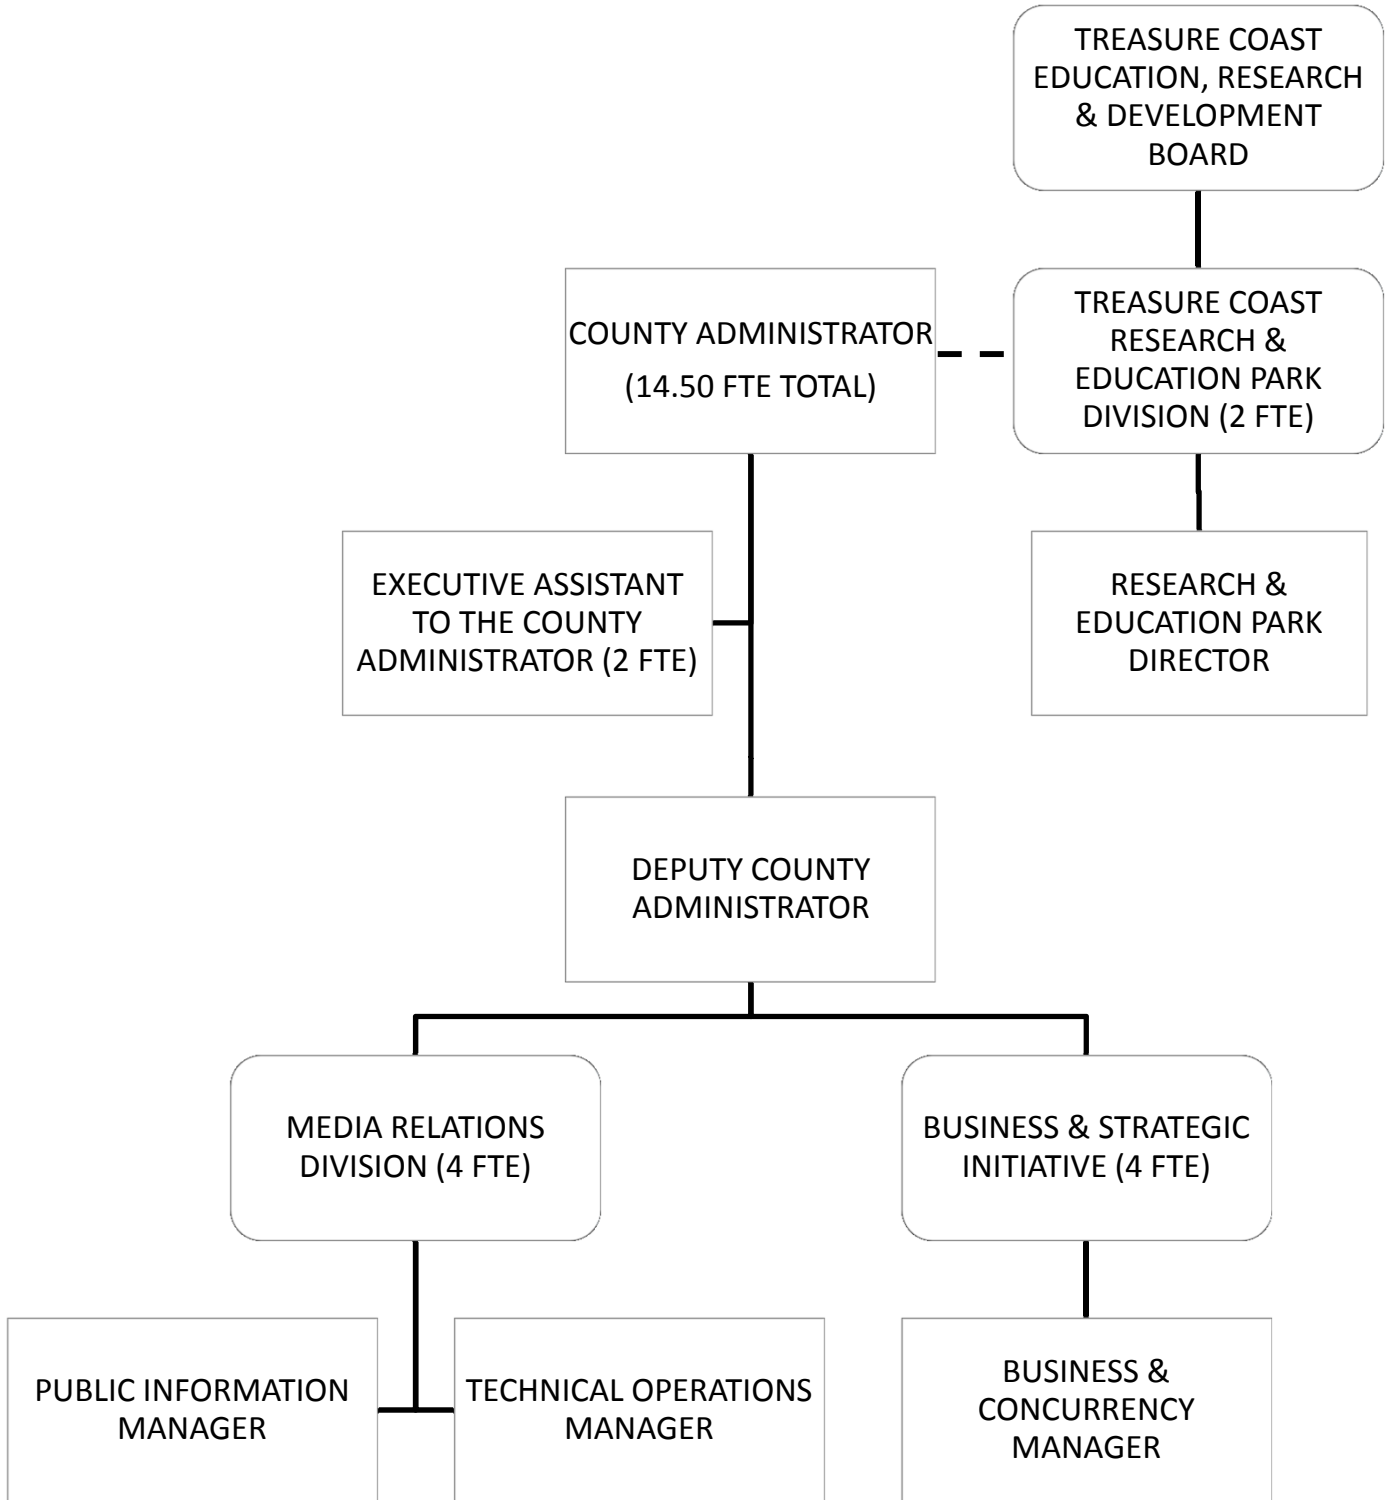 TREASURE COAST
EDUCATION, RESEARCH
& DEVELOPMENT
BOARD
COUNTY ADMINISTRATOR
(14.50 FTE TOTAL)
TREASURE COAST
RESEARCH &
EDUCATION PARK
DIVISION (2 FTE)
EXECUTIVE ASSISTANT
TO THE COUNTY
ADMINISTRATOR (2 FTE)
RESEARCH &
EDUCATION PARK
DIRECTOR
DEPUTY COUNTY
ADMINISTRATOR
MEDIA RELATIONS
DIVISION (4 FTE)
BUSINESS & STRATEGIC
INITIATIVE (4 FTE)
PUBLIC INFORMATION
MANAGER
TECHNICAL OPERATIONS
MANAGER
BUSINESS &
CONCURRENCY
MANAGER